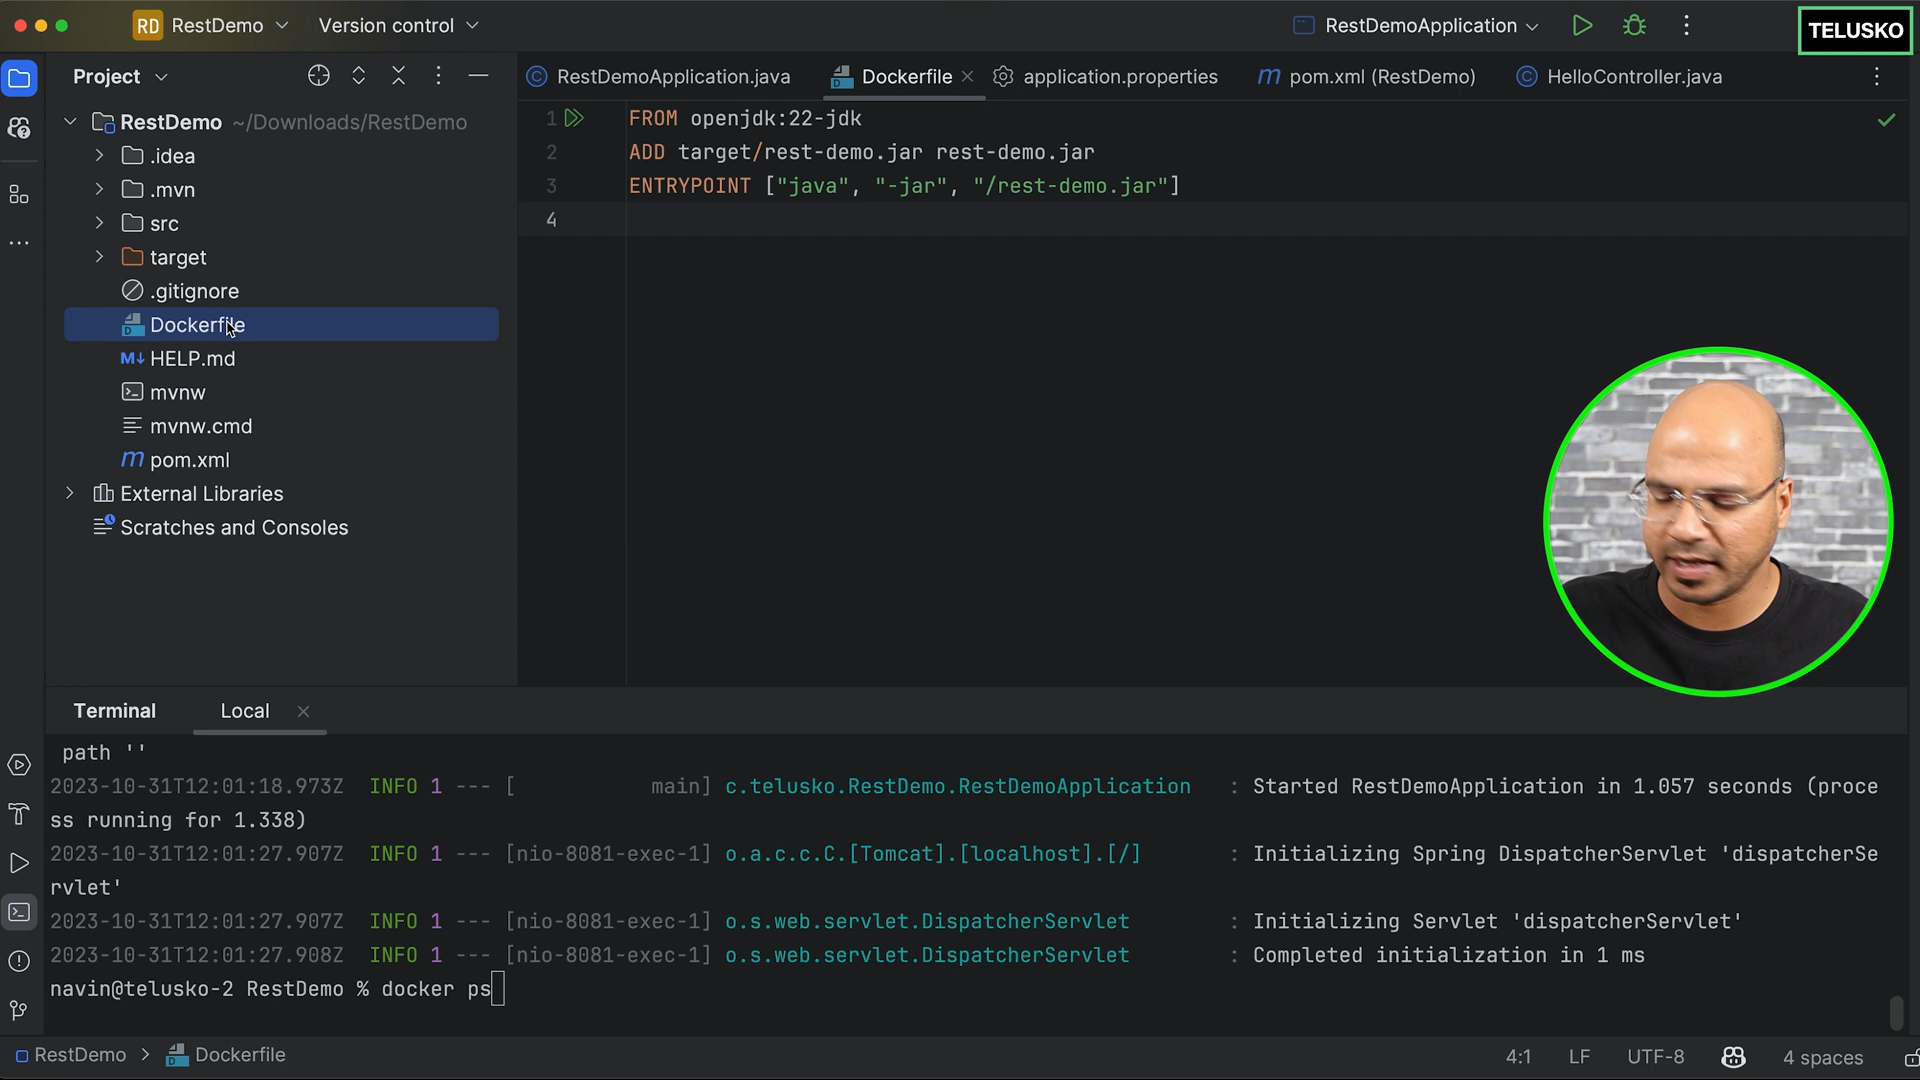 RD RestDemo Version control RestDemoApplication TELUSKO
Project
RestDemoApplication.java Dockerfile application.properties m pom.xml (RestDemo) HelloController.java
RestDemo ~/Downloads/RestDemo
.idea
.mvn
src
target
.gitignore
Dockerfile
HELP.md
mvnw
mvnw.cmd
m pom.xml
External Libraries
Scratches and Consoles
1 FROM openjdk:22-jdk
2 ADD target/rest-demo.jar rest-demo.jar
3 ENTRYPOINT ["java", "-jar", "/rest-demo.jar"]
4
Terminal Local
path ''
2023-10-31T12:01:18.973Z INFO 1 --- [ main] c.telusko.RestDemo.RestDemoApplication : Started RestDemoApplication in 1.057 seconds (proce
ss running for 1.338)
2023-10-31T12:01:27.907Z INFO 1 --- [nio-8081-exec-1] o.a.c.c.C.[Tomcat].[localhost].[/] : Initializing Spring DispatcherServlet 'dispatcherSe
rvlet'
2023-10-31T12:01:27.907Z INFO 1 --- [nio-8081-exec-1] o.s.web.servlet.DispatcherServlet : Initializing Servlet 'dispatcherServlet'
2023-10-31T12:01:27.908Z INFO 1 --- [nio-8081-exec-1] o.s.web.servlet.DispatcherServlet : Completed initialization in 1 ms
navin@telusko-2 RestDemo % docker ps
RestDemo > Dockerfile 4:1 LF UTF-8 4 spaces